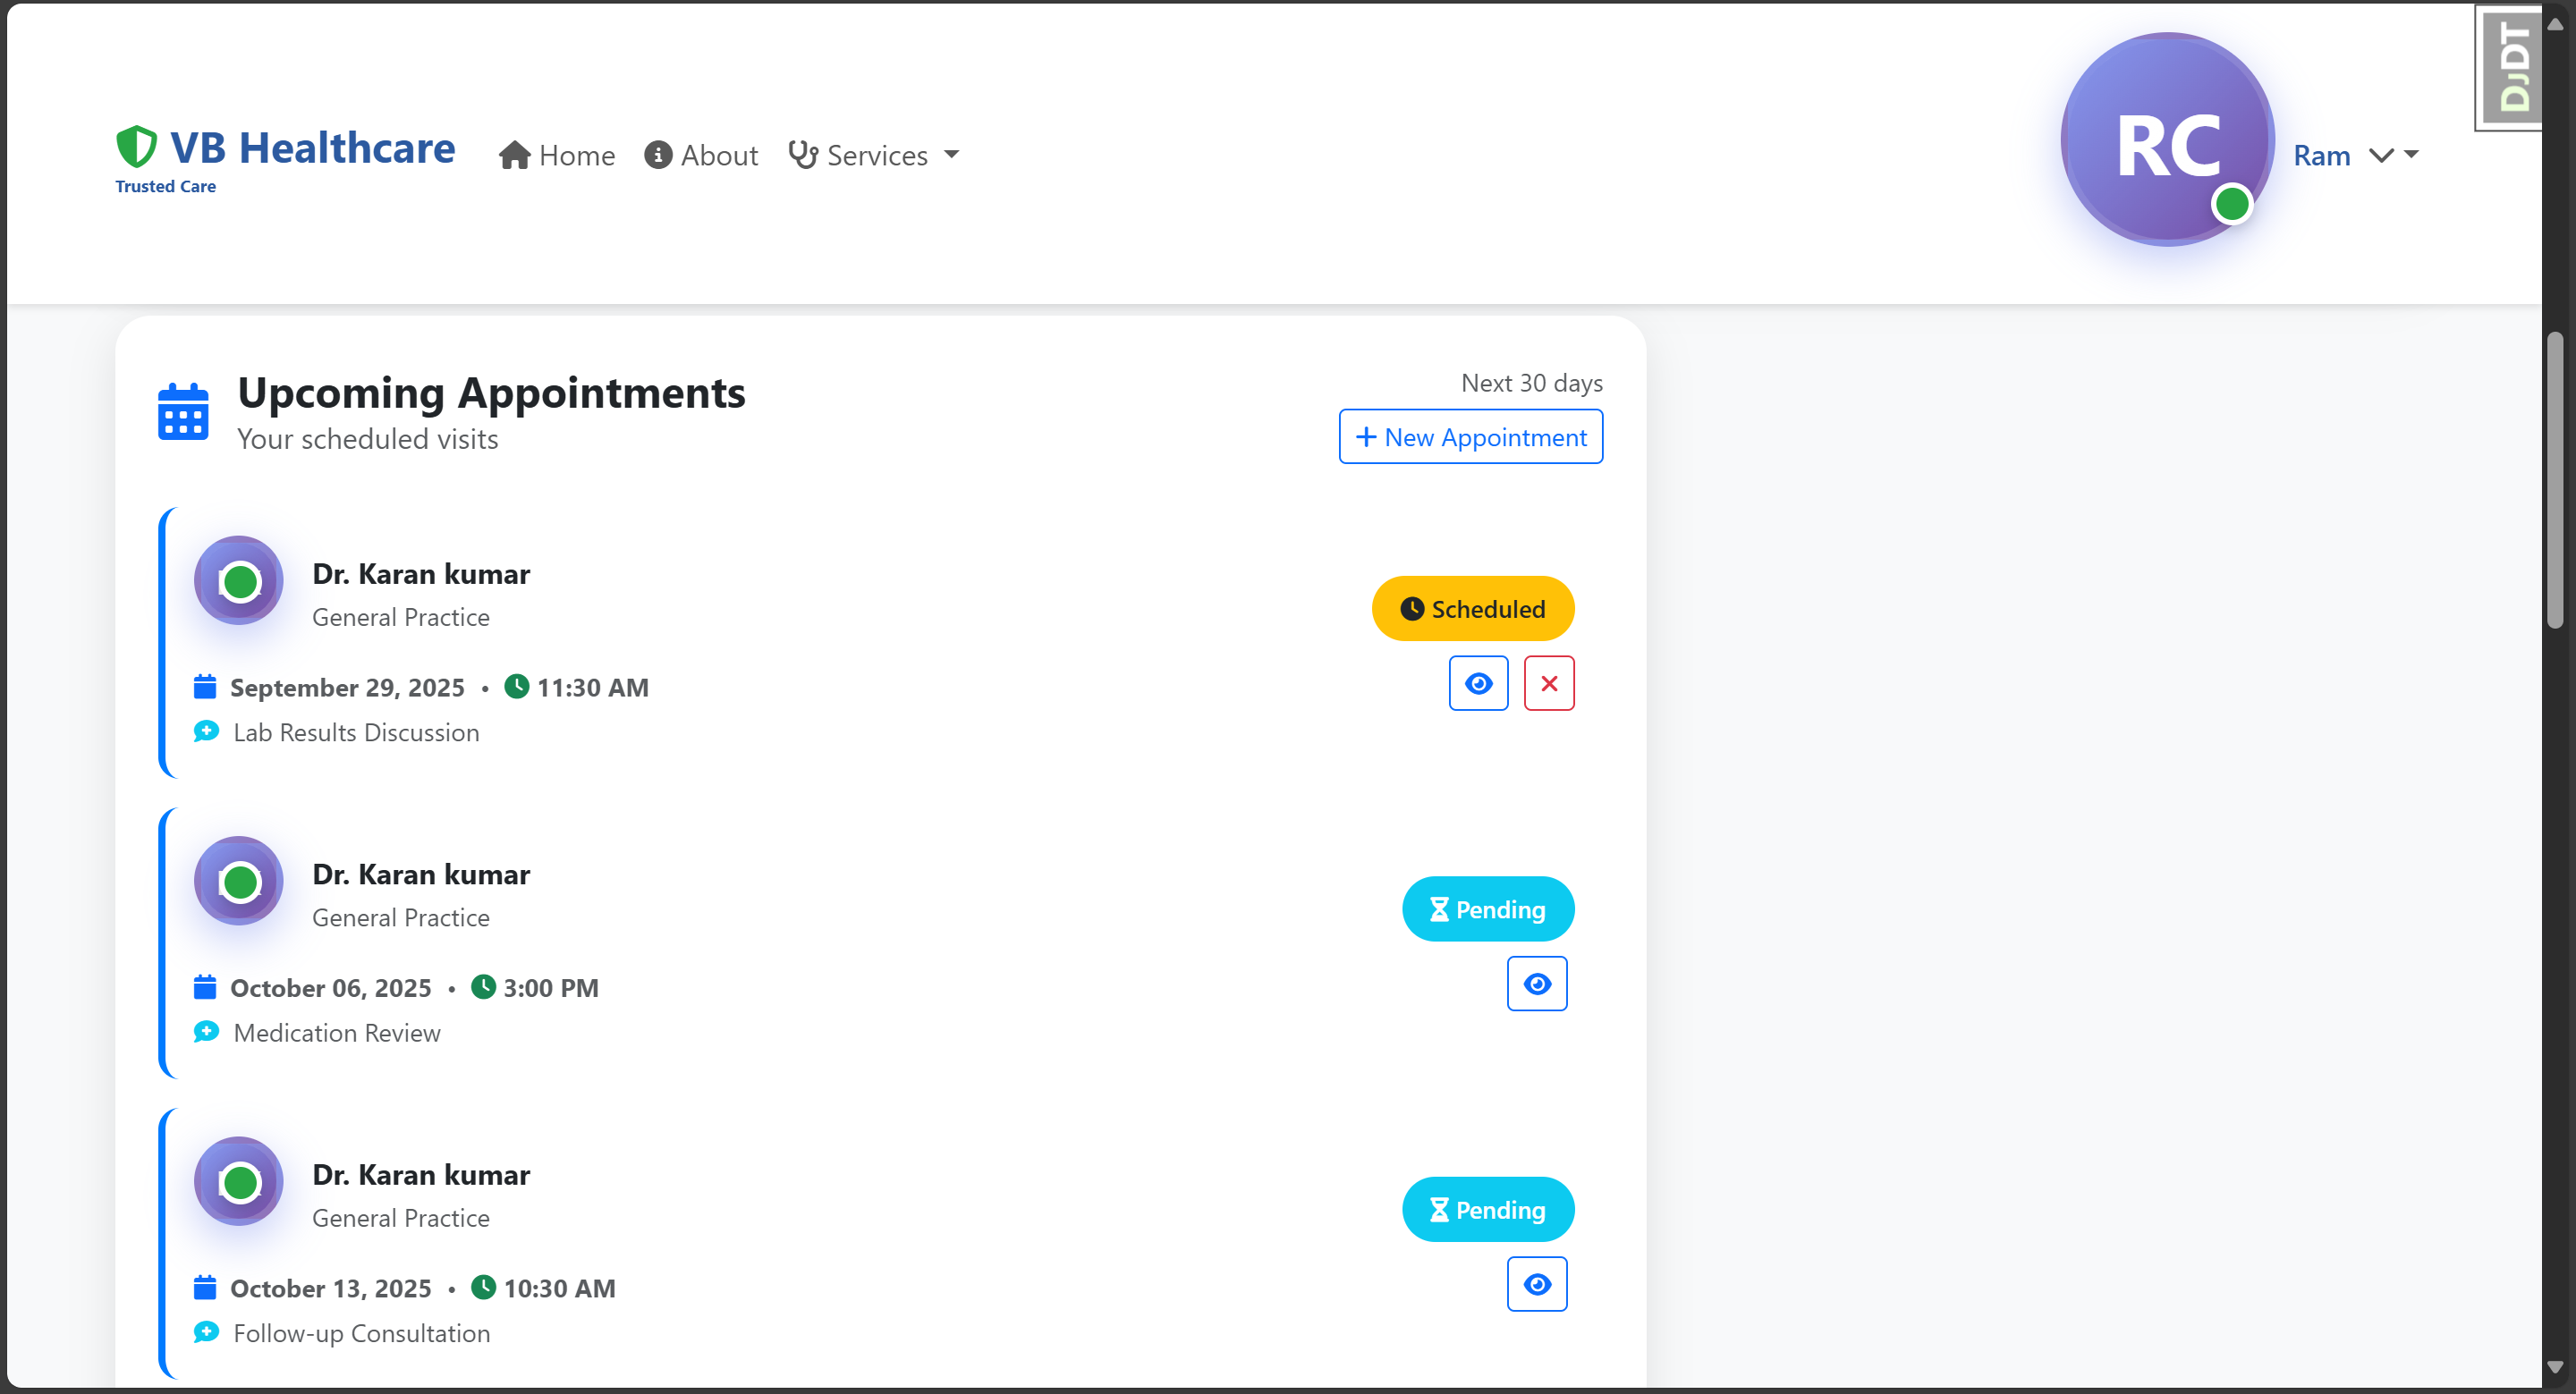 DJDT
VB Healthcare
Trusted Care
Home
About
Services
RC
Ram
Upcoming Appointments
Your scheduled visits
Next 30 days
New Appointment
Dr. Karan kumar
General Practice
Scheduled
September 29, 2025 • 11:30 AM
Lab Results Discussion
Dr. Karan kumar
General Practice
Pending
October 06, 2025 • 3:00 PM
Medication Review
Dr. Karan kumar
General Practice
Pending
October 13, 2025 • 10:30 AM
Follow-up Consultation